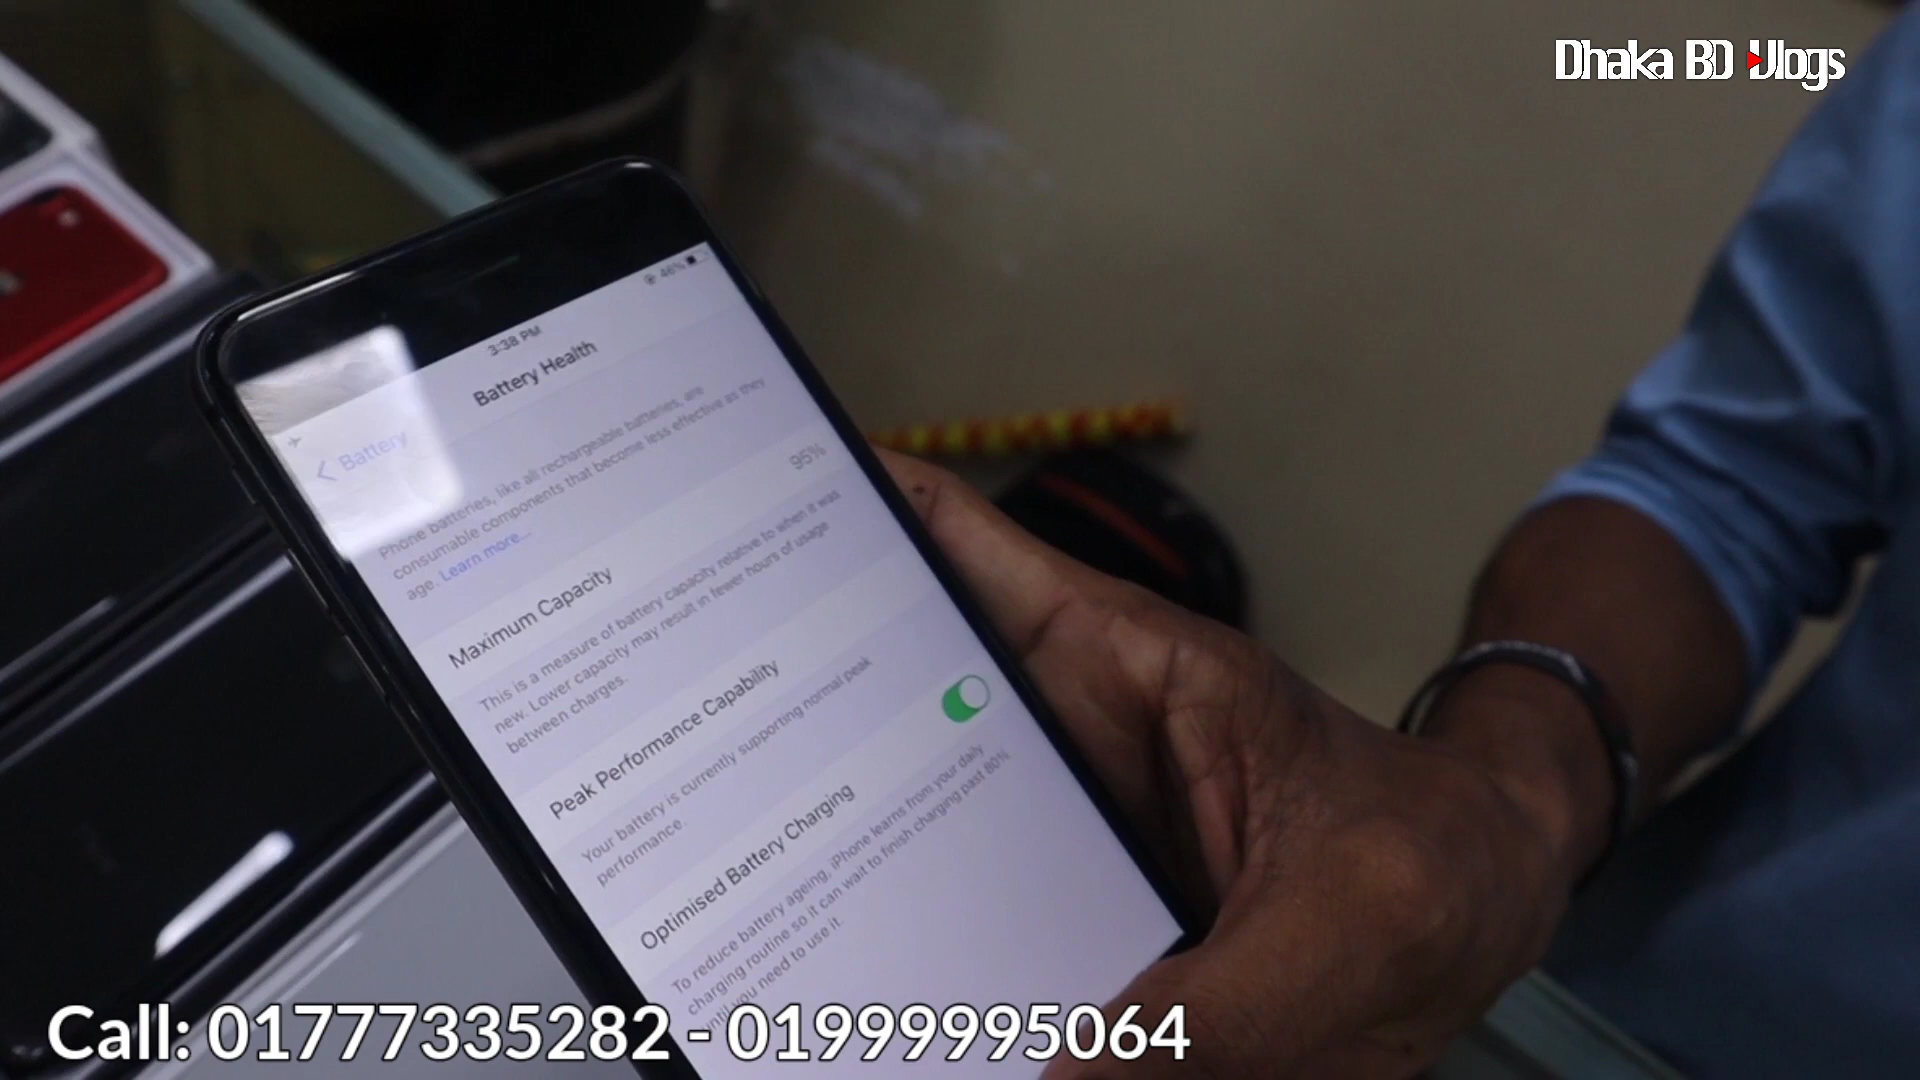 Dhaka BD Vlogs
46%
3:38 PM
Battery
Battery Health
Phone batteries, like all rechargeable batteries, are
consumable components that become less effective as they
age. Learn more...
Maximum Capacity 95%
This is a measure of battery capacity relative to when it was
new. Lower capacity may result in fewer hours of usage
between charges.
Peak Performance Capability
Your battery is currently supporting normal peak
performance.
Optimised Battery Charging
To reduce battery ageing, iPhone learns from your daily
charging routine so it can wait to finish charging past 80%
until you need to use it.
Call: 01777335282 - 01999995064